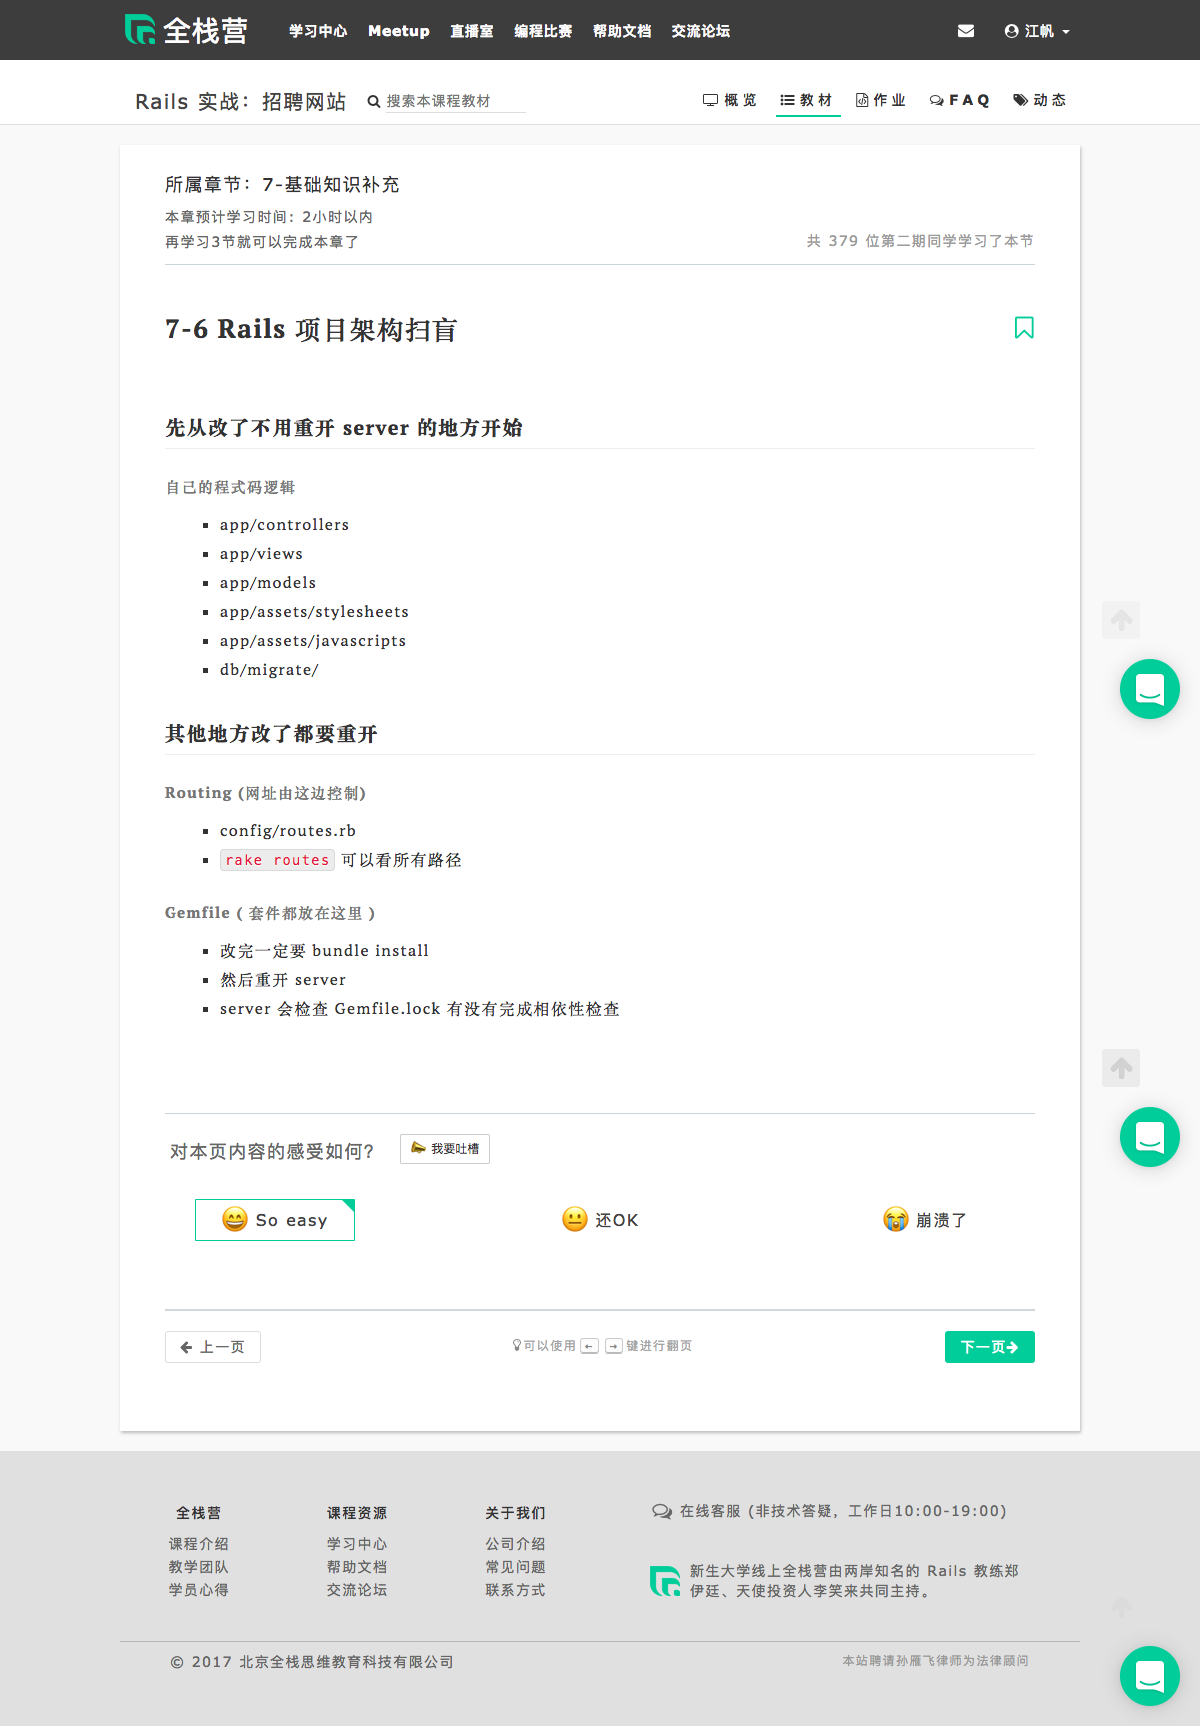 全栈营 学习中心 Meetup 直播室 编程比赛 帮助文档 交流论坛 江帆
Rails 实战：招聘网站 搜索本课程教材 概览 教材 作业 FAQ 动态
所属章节：7-基础知识补充
本章预计学习时间：2小时以内
再学习3节就可以完成本章了 共 379 位第二期同学学习了本节
7-6 Rails 项目架构扫盲
先从改了不用重开 server 的地方开始
自己的程式码逻辑
app/controllers
app/views
app/models
app/assets/stylesheets
app/assets/javascripts
db/migrate/
其他地方改了都要重开
Routing (网址由这边控制)
config/routes.rb
rake routes 可以看所有路径
Gemfile ( 套件都放在这里 )
改完一定要 bundle install
然后重开 server
server 会检查 Gemfile.lock 有没有完成相依性检查
对本页内容的感受如何? 我要吐槽
So easy 还OK 崩溃了
上一页 可以使用 ← → 键进行翻页 下一页
全栈营 课程资源 关于我们 在线客服 (非技术答疑，工作日10:00-19:00)
课程介绍 学习中心 公司介绍
教学团队 帮助文档 常见问题 新生大学线上全栈营由两岸知名的 Rails 教练郑
学员心得 交流论坛 联系方式 伊廷、天使投资人李笑来共同主持。
© 2017 北京全栈思维教育科技有限公司 本站聘请孙雁飞律师为法律顾问